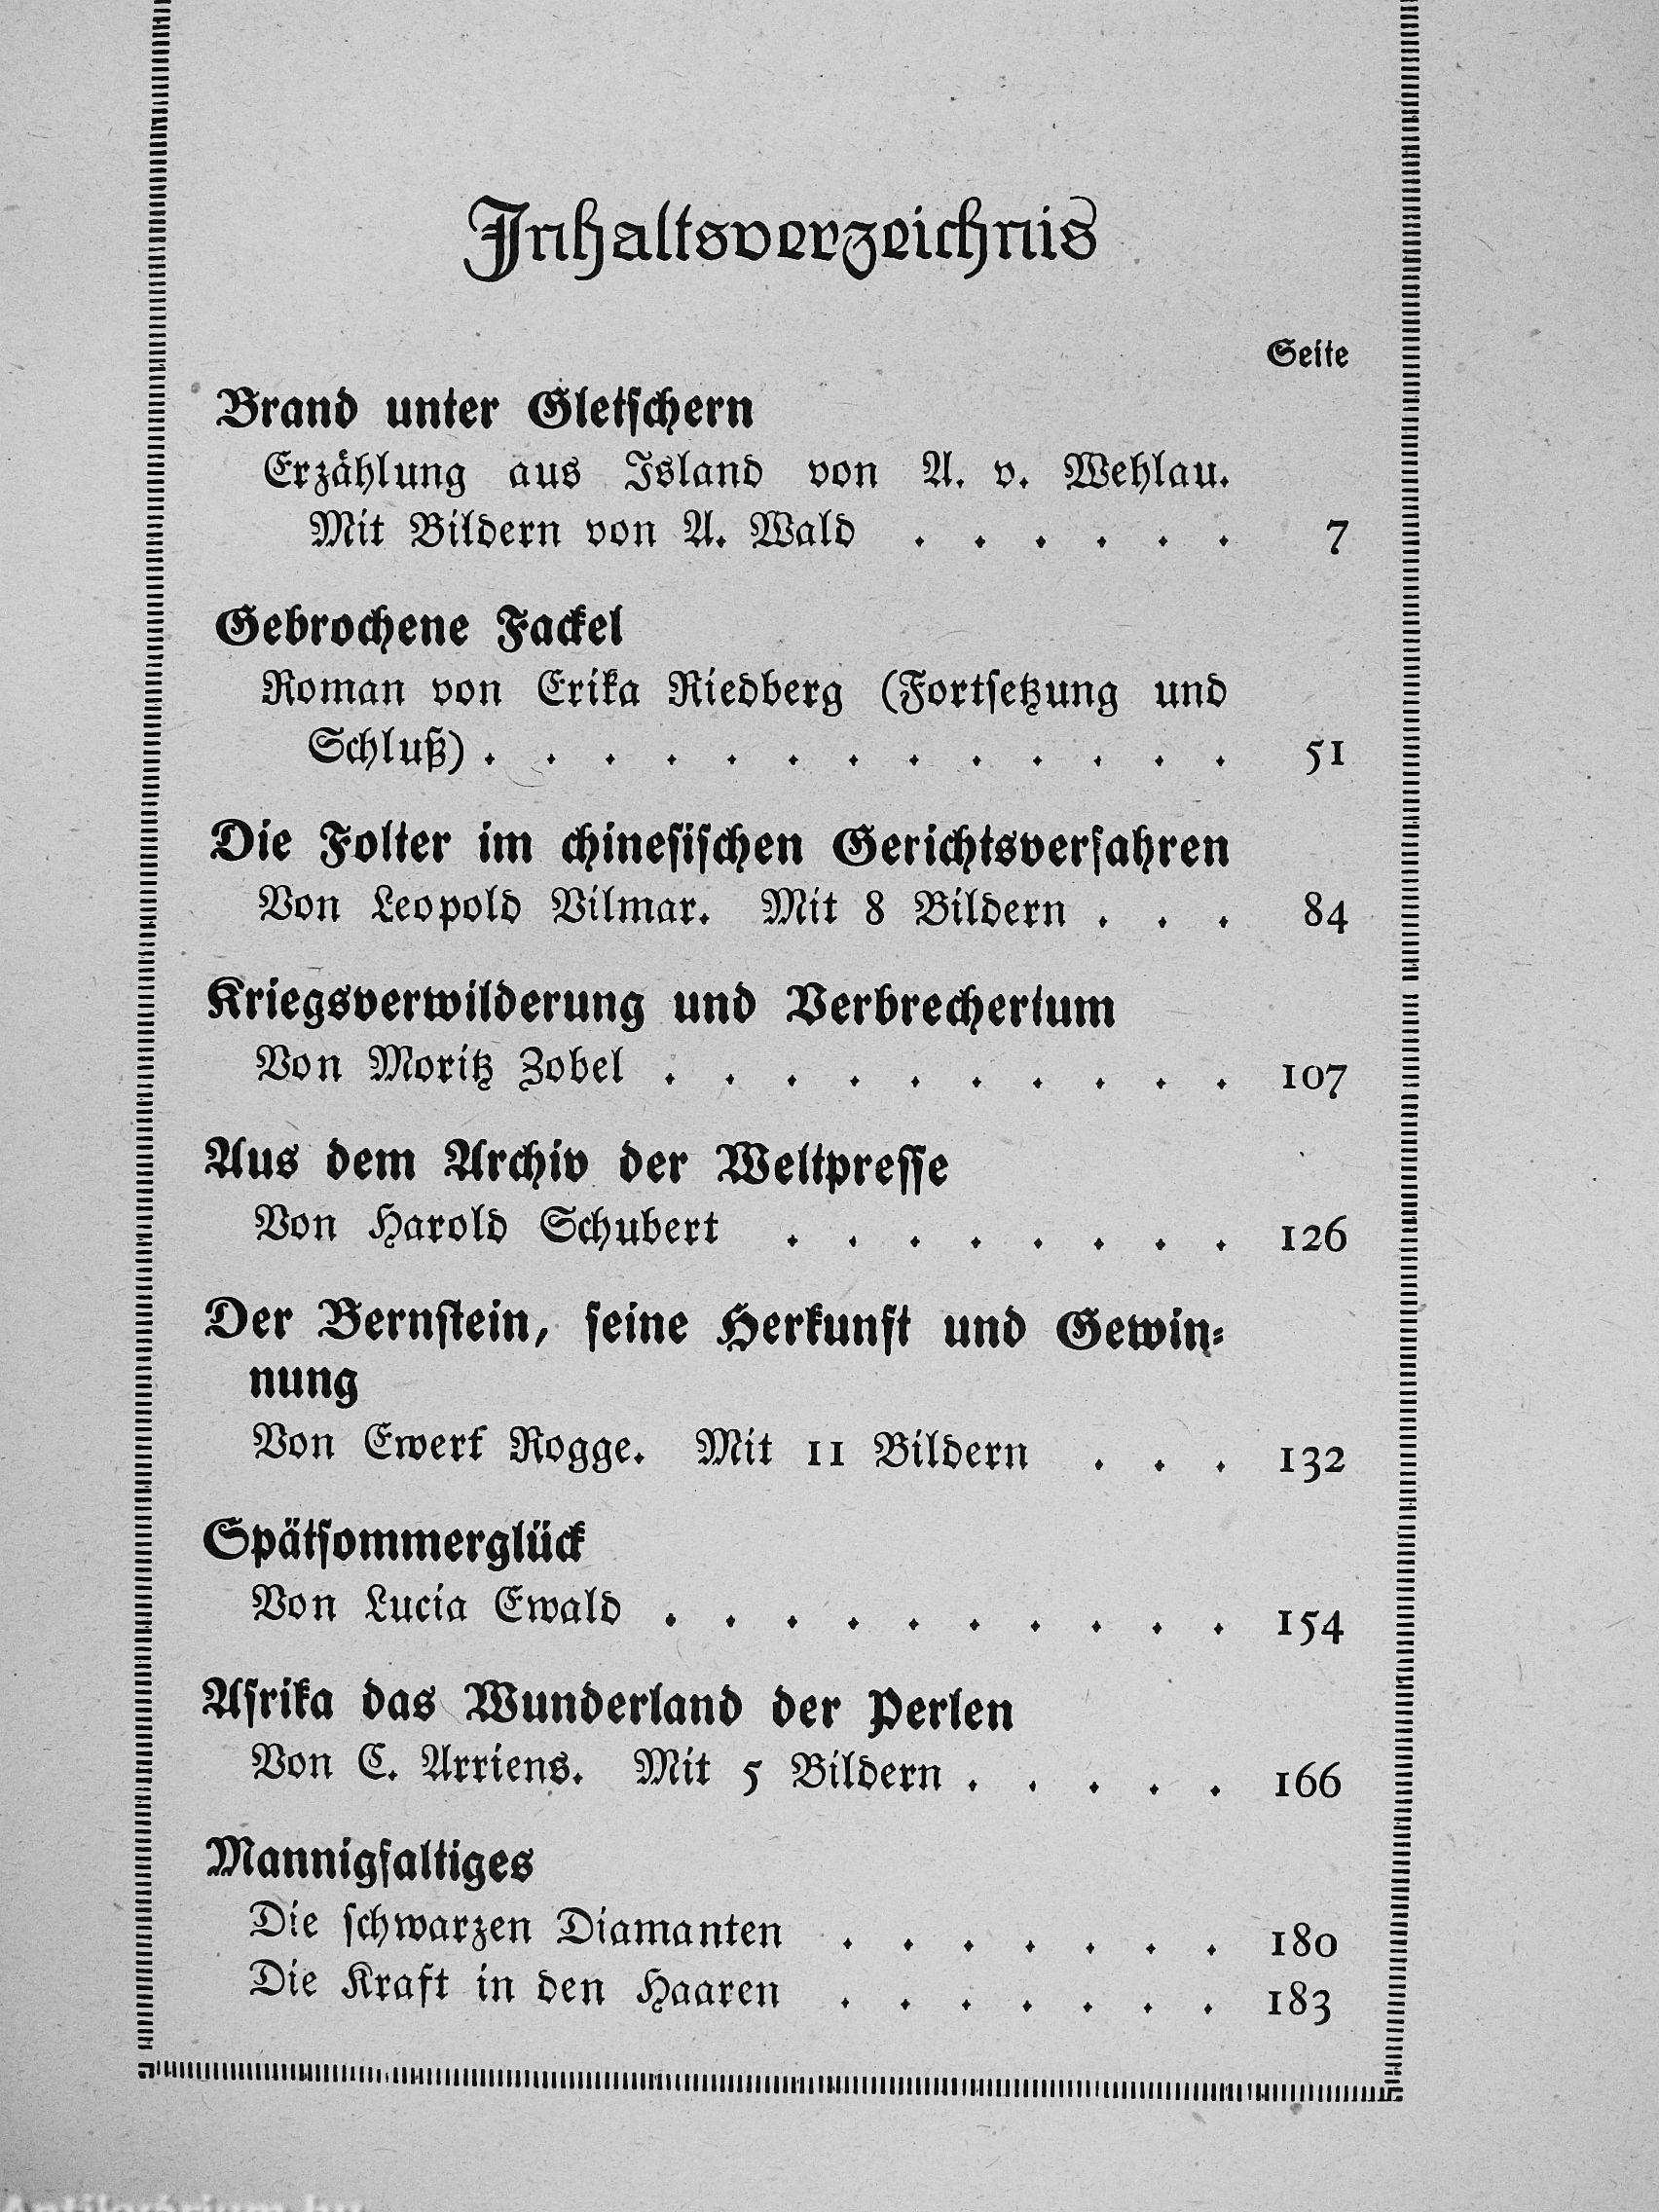 Inhaltsverzeichnis
Seite
Brand unter Gletschern
Erzählung aus Island von A. v. Wehlau.
Mit Bildern von A. Wald . . . . . . 7
Gebrochene Fackel
Roman von Erika Riedberg (Fortsetzung und
Schluß) . . . . . . . . . . . . . 51
Die Folter im chinesischen Gerichtsverfahren
Von Leopold Vilmar. Mit 8 Bildern . . . 84
Kriegsverwilderung und Verbrechertum
Von Moritz Zobel . . . . . . . . . . 107
Aus dem Archiv der Weltpresse
Von Harold Schubert . . . . . . . . 126
Der Bernstein, seine Herkunft und Gewin-
nung
Von Ewerk Rogge. Mit 11 Bildern . . . 132
Spätsommerglück
Von Lucia Ewald . . . . . . . . . . 154
Afrika das Wunderland der Perlen
Von C. Arriens. Mit 5 Bildern . . . . . 166
Mannigfaltiges
Die schwarzen Diamanten . . . . . . . 180
Die Kraft in den Haaren . . . . . . . 183